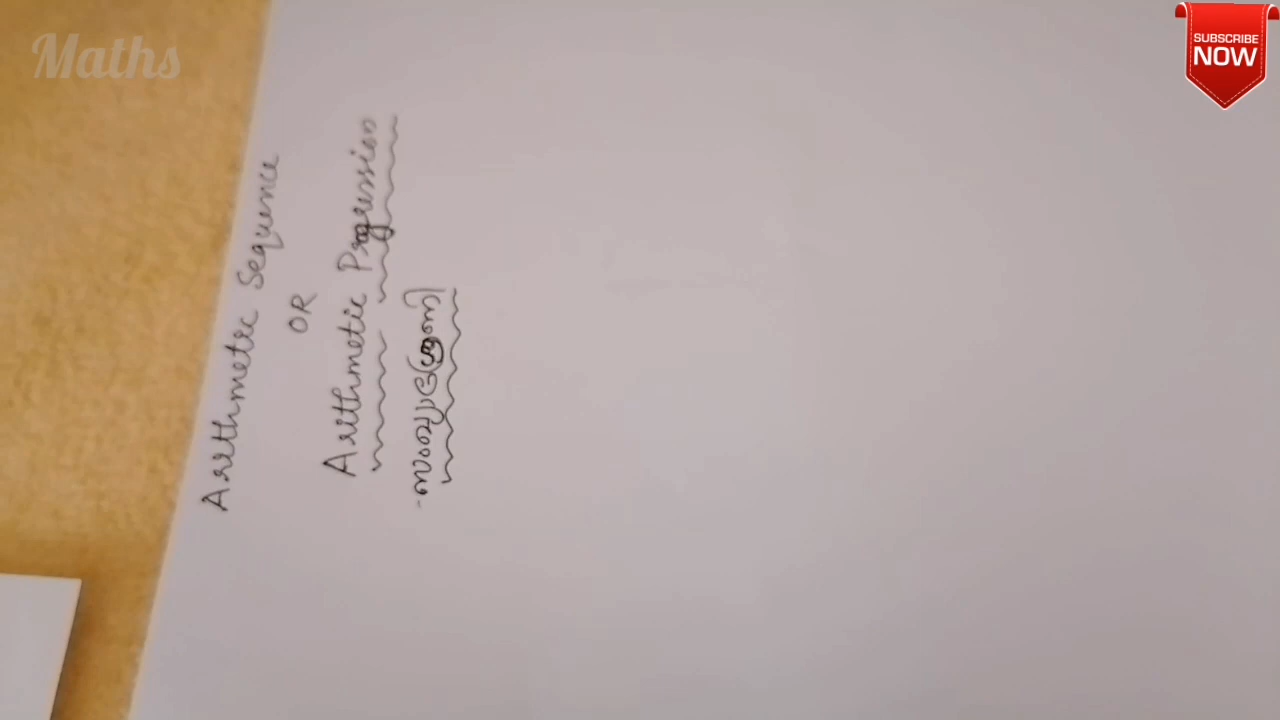 Maths
SUBSCRIBE
NOW
Arithmetic Sequence
OR
Arithmetic Progression
സംഖ്യാശ്രേണി